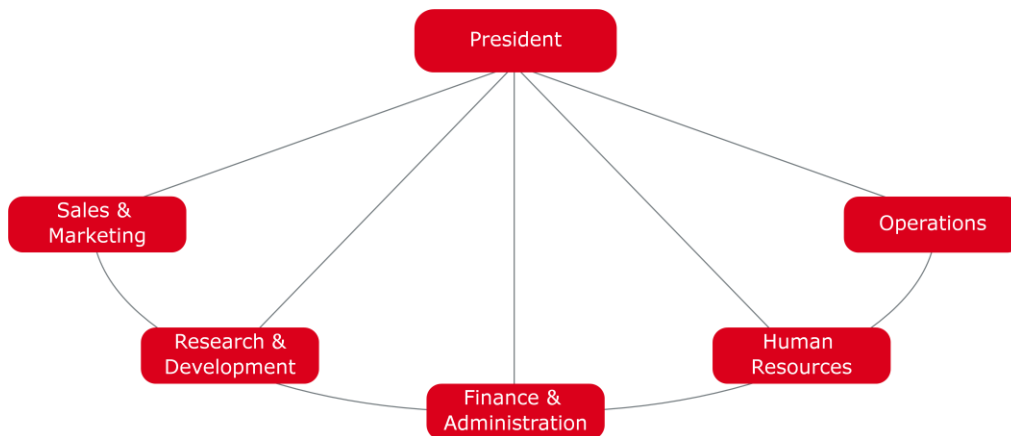 President
Sales &
Marketing
Operations
Research &
Development
Human
Resources
Finance &
Administration